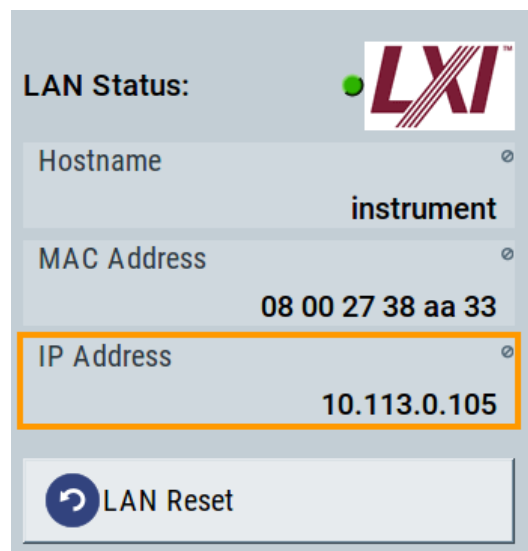 LAN Status:
LXI™
Hostname
instrument
MAC Address
08 00 27 38 aa 33
IP Address
10.113.0.105
LAN Reset